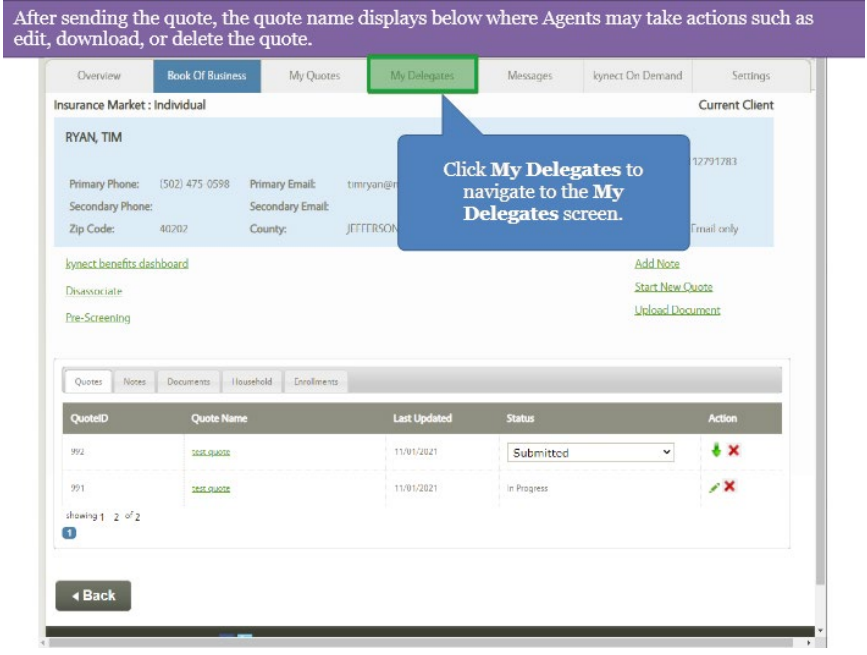 After sending the quote, the quote name displays below where Agents may take actions such as
edit, download, or delete the quote.
Overview Book Of Business My Quotes My Delegates Messages kynect On Demand Settings
Insurance Market : Individual Current Client
RYAN, TIM
Click My Delegates to
navigate to the My
Delegates screen.
12791783
Primary Phone: (502) 475-0598 Primary Email: timryan@
Secondary Phone: Secondary Email:
Zip Code: 40202 County: JEFFERSON Email only
kynect benefits dashboard Add Note
Disassociate Start New Quote
Pre-Screening Upload Document
Quotes Notes Documents Household Enrollments
QuoteID Quote Name Last Updated Status Action
992 test quote 11/01/2021 Submitted
991 test quote 11/01/2021 In Progress
showing 1 2 of 2
1
Back